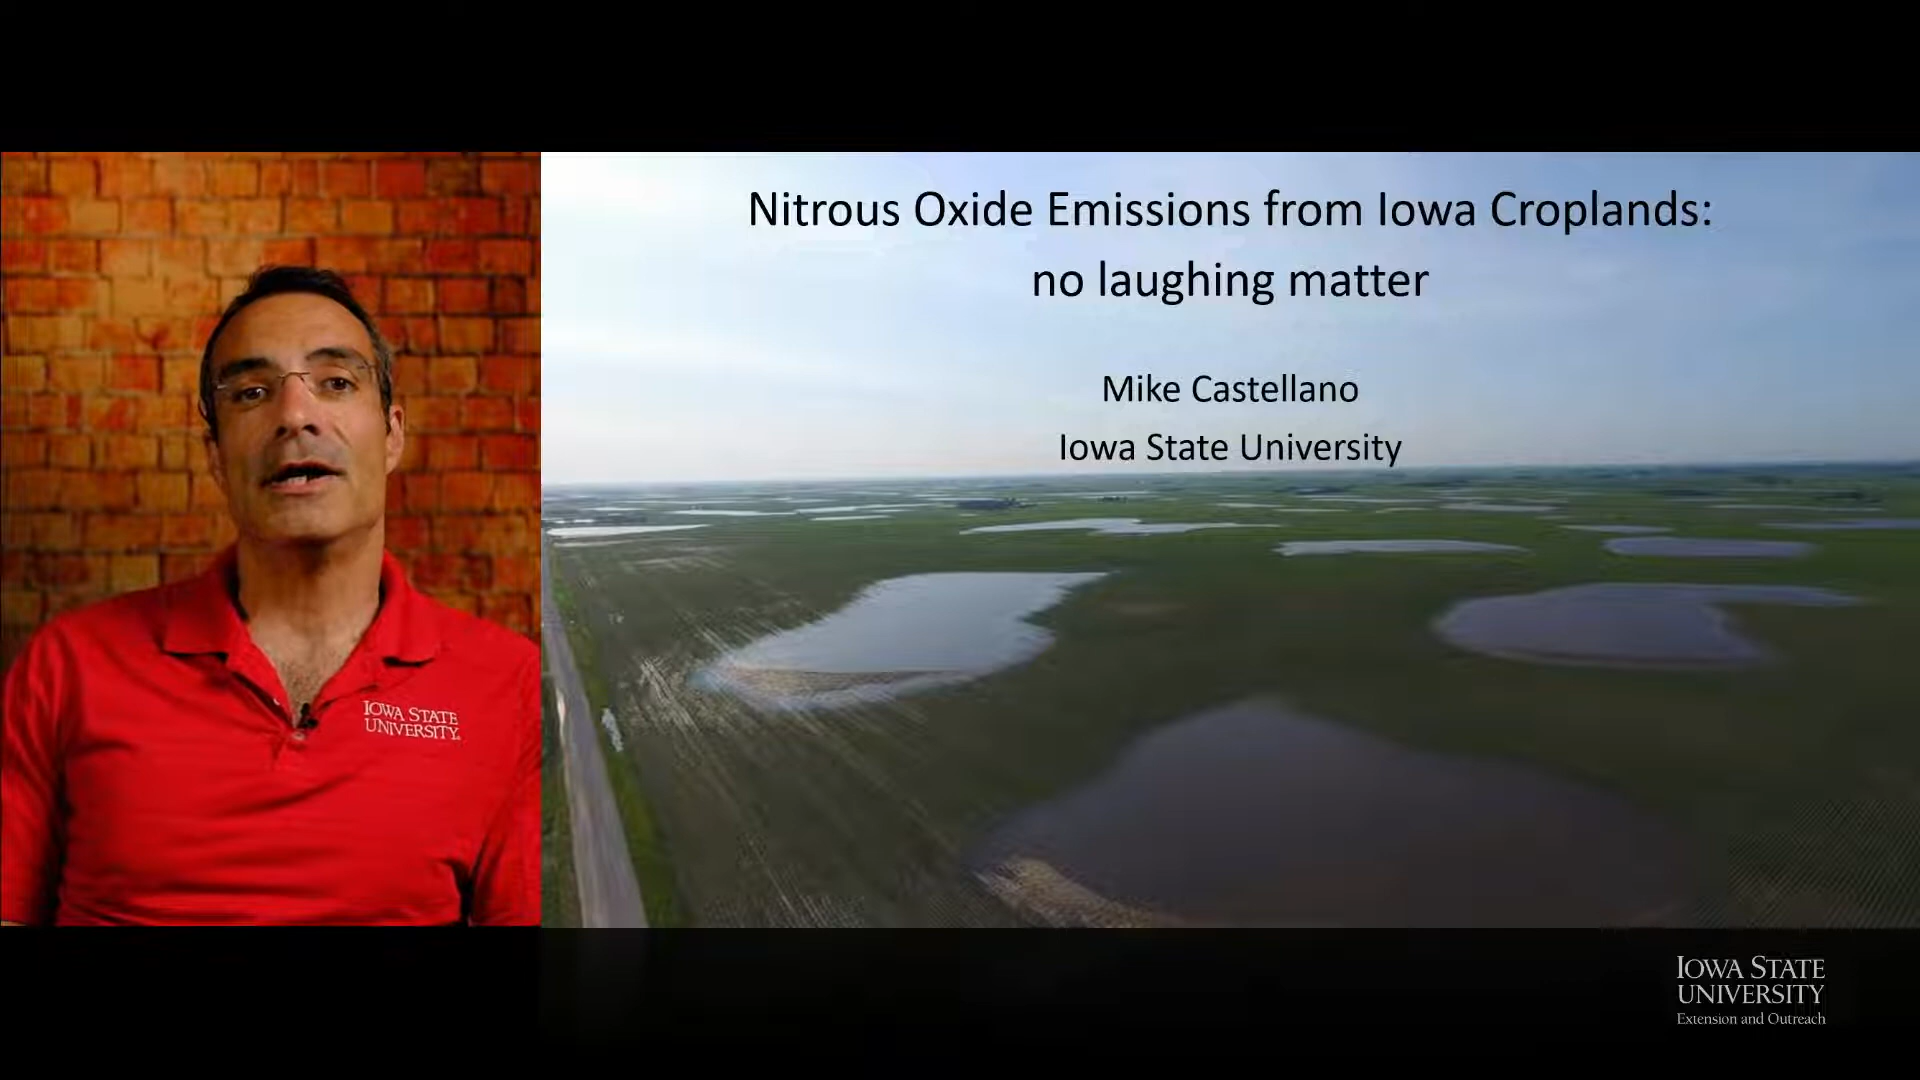 Nitrous Oxide Emissions from Iowa Croplands:
no laughing matter
Mike Castellano
Iowa State University
IOWA STATE
UNIVERSITY
IOWA STATE
UNIVERSITY
Extension and Outreach